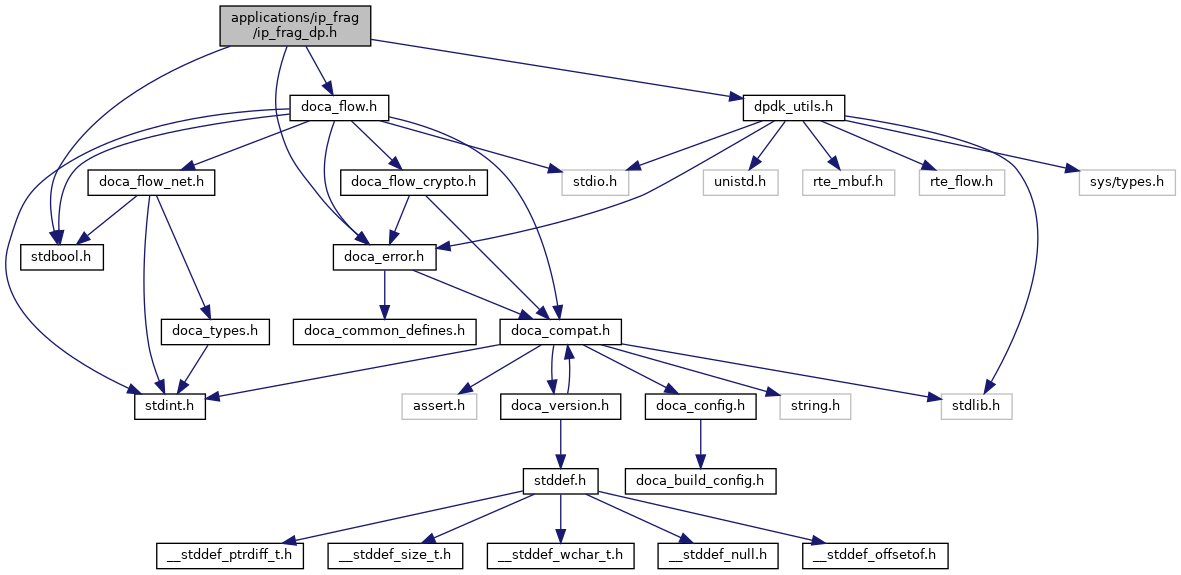 applications/ip_frag
/ip_frag_dp.h
doca_flow.h
dpdk_utils.h
doca_flow_net.h
doca_flow_crypto.h
stdio.h
unistd.h
rte_mbuf.h
rte_flow.h
sys/types.h
stdbool.h
doca_error.h
doca_types.h
doca_common_defines.h
doca_compat.h
stdint.h
assert.h
doca_version.h
doca_config.h
string.h
stdlib.h
stddef.h
doca_build_config.h
__stddef_ptrdiff_t.h
__stddef_size_t.h
__stddef_wchar_t.h
__stddef_null.h
__stddef_offsetof.h